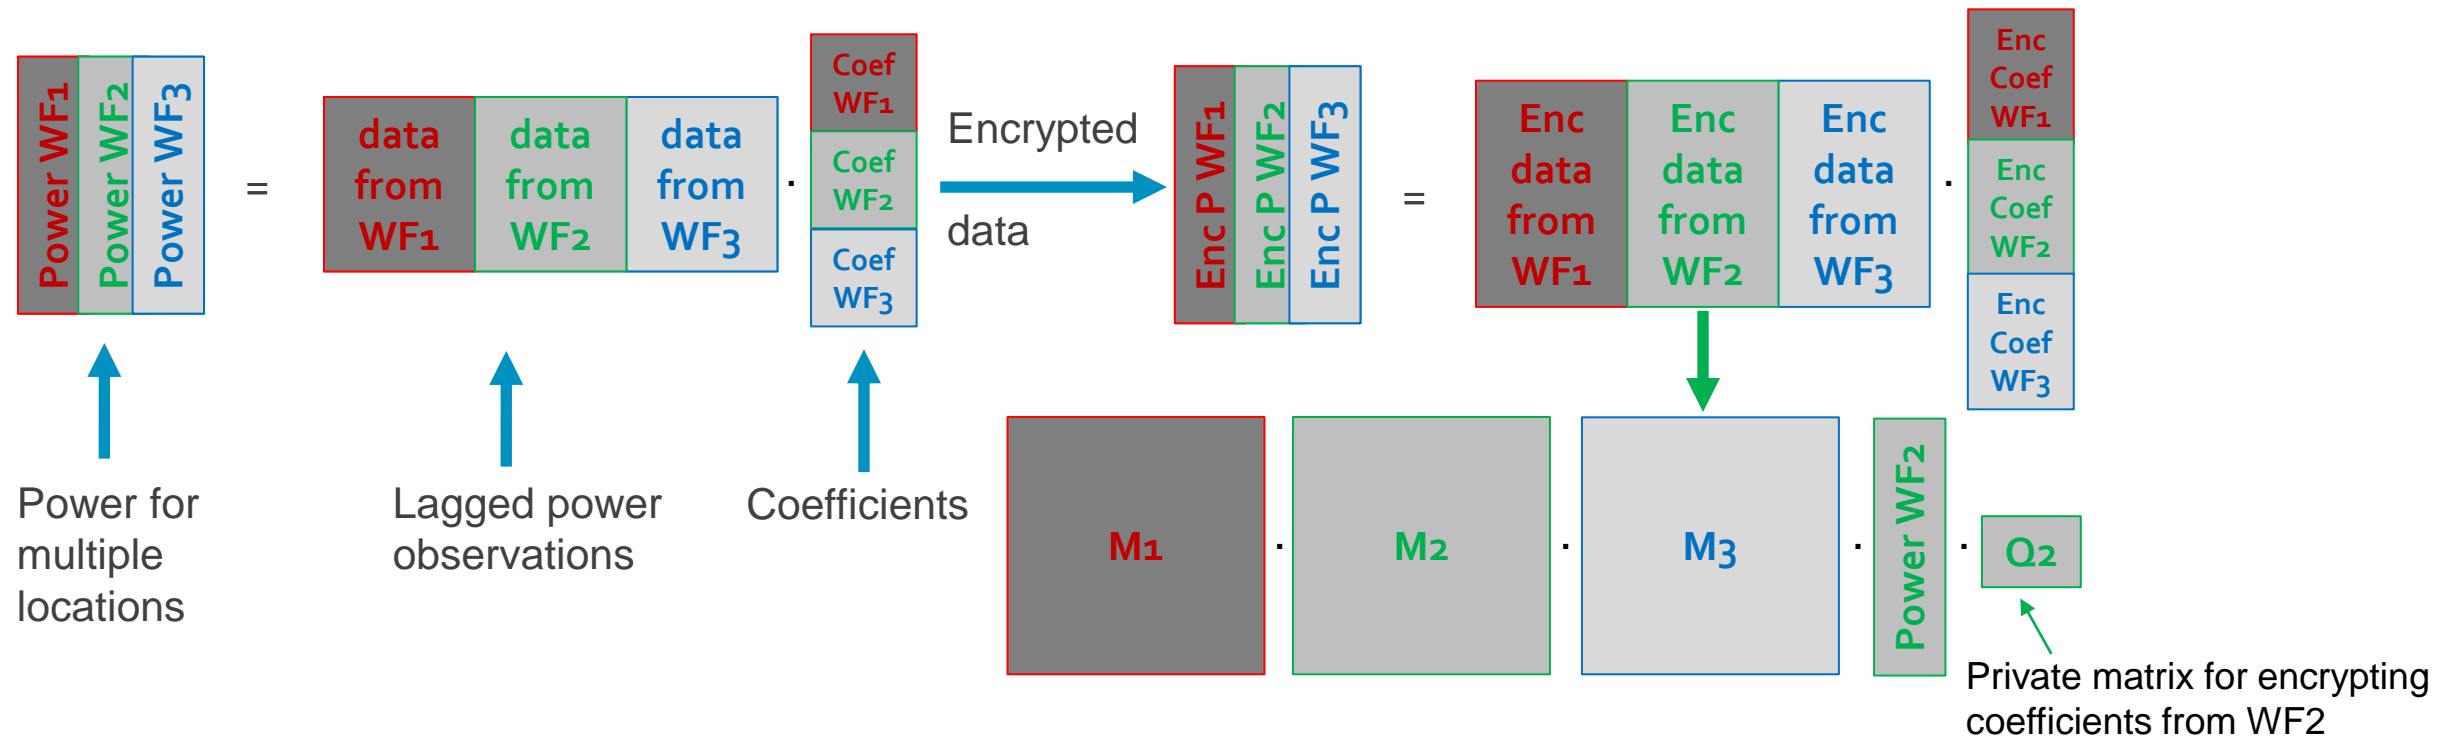 Power WF1
Power WF2
Power WF3
=
data
from
WF1
data
from
WF2
data
from
WF3
.
Coef
WF1
Coef
WF2
Coef
WF3
Encrypted
data
Enc P WF1
Enc P WF2
Enc P WF3
=
Enc
data
from
WF1
Enc
data
from
WF2
Enc
data
from
WF3
.
Enc
Coef
WF1
Enc
Coef
WF2
Enc
Coef
WF3
Power for
multiple
locations
Lagged power
observations
Coefficients
M1
.
M2
.
M3
.
Power WF2
.
Q2
Private matrix for encrypting
coefficients from WF2